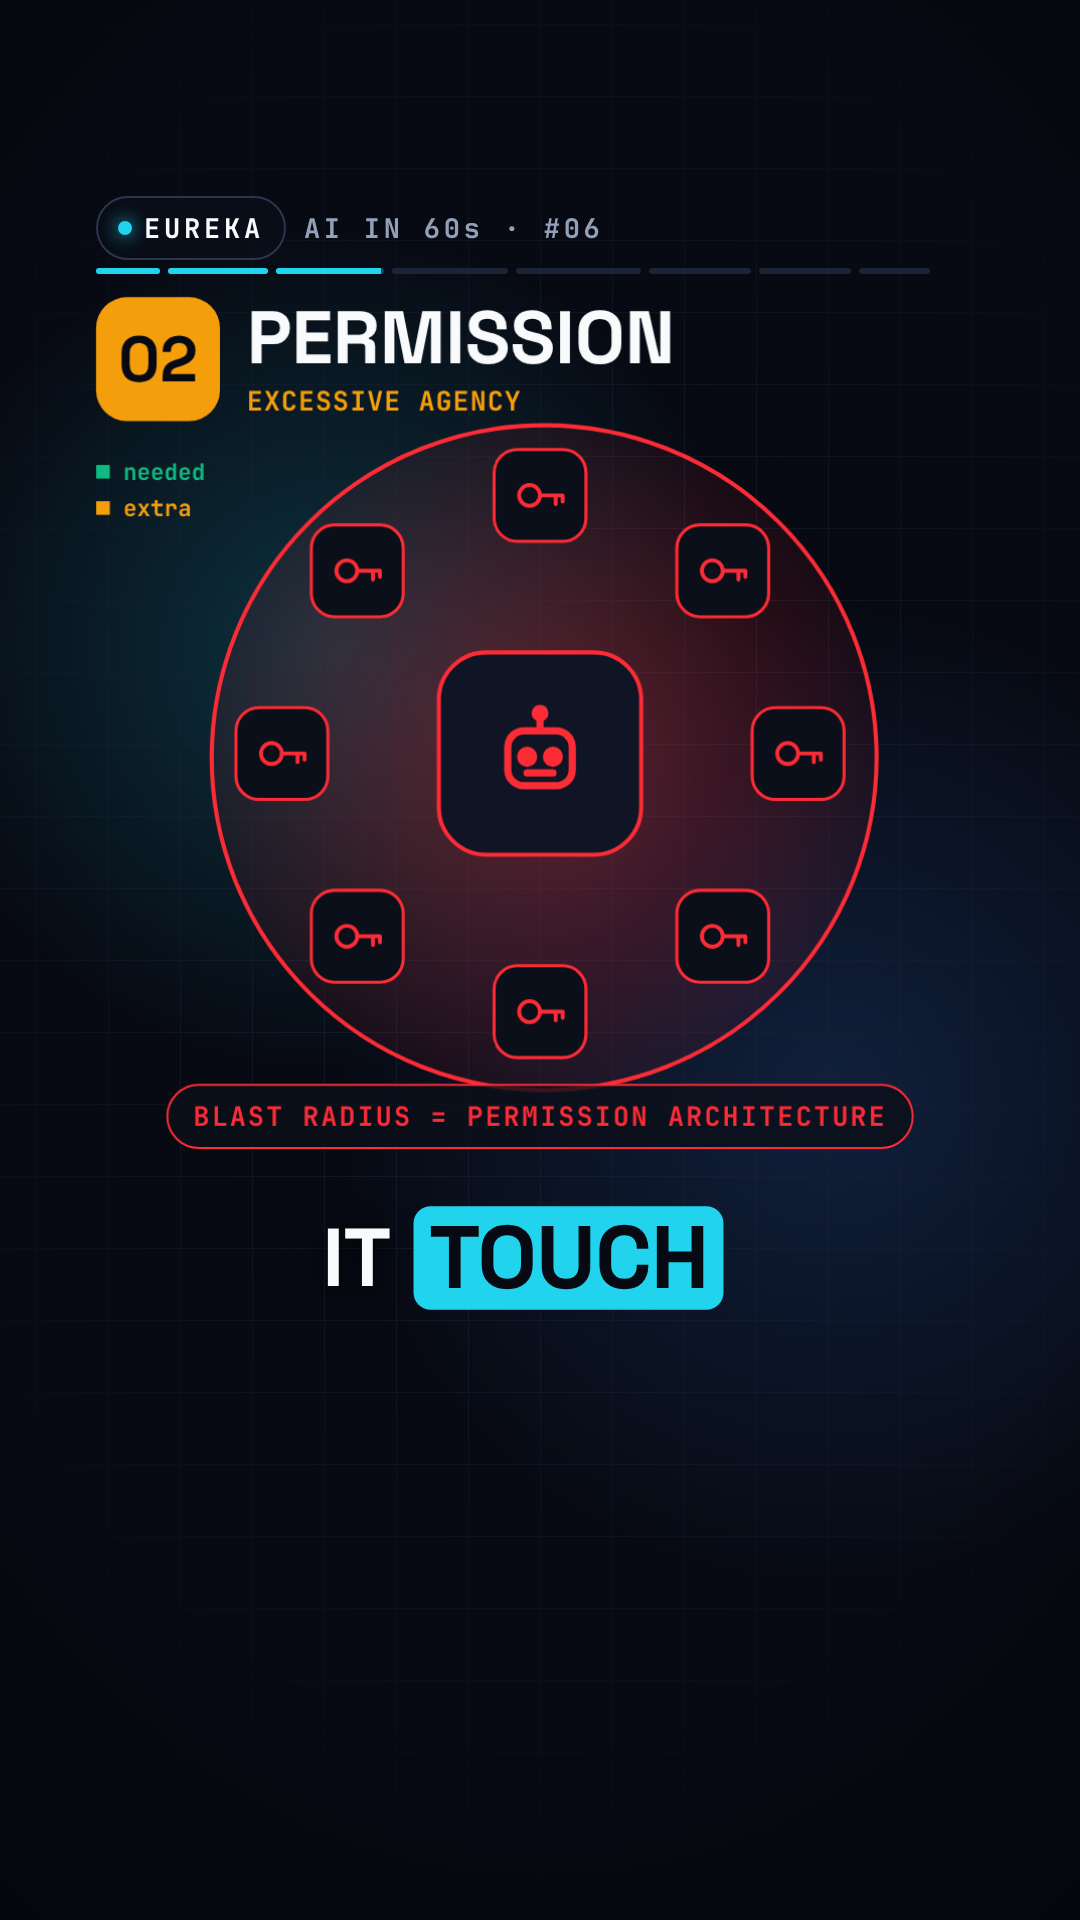 EUREKA AI IN 60s · #06
02
PERMISSION
EXCESSIVE AGENCY
needed
extra
BLAST RADIUS = PERMISSION ARCHITECTURE
IT TOUCH